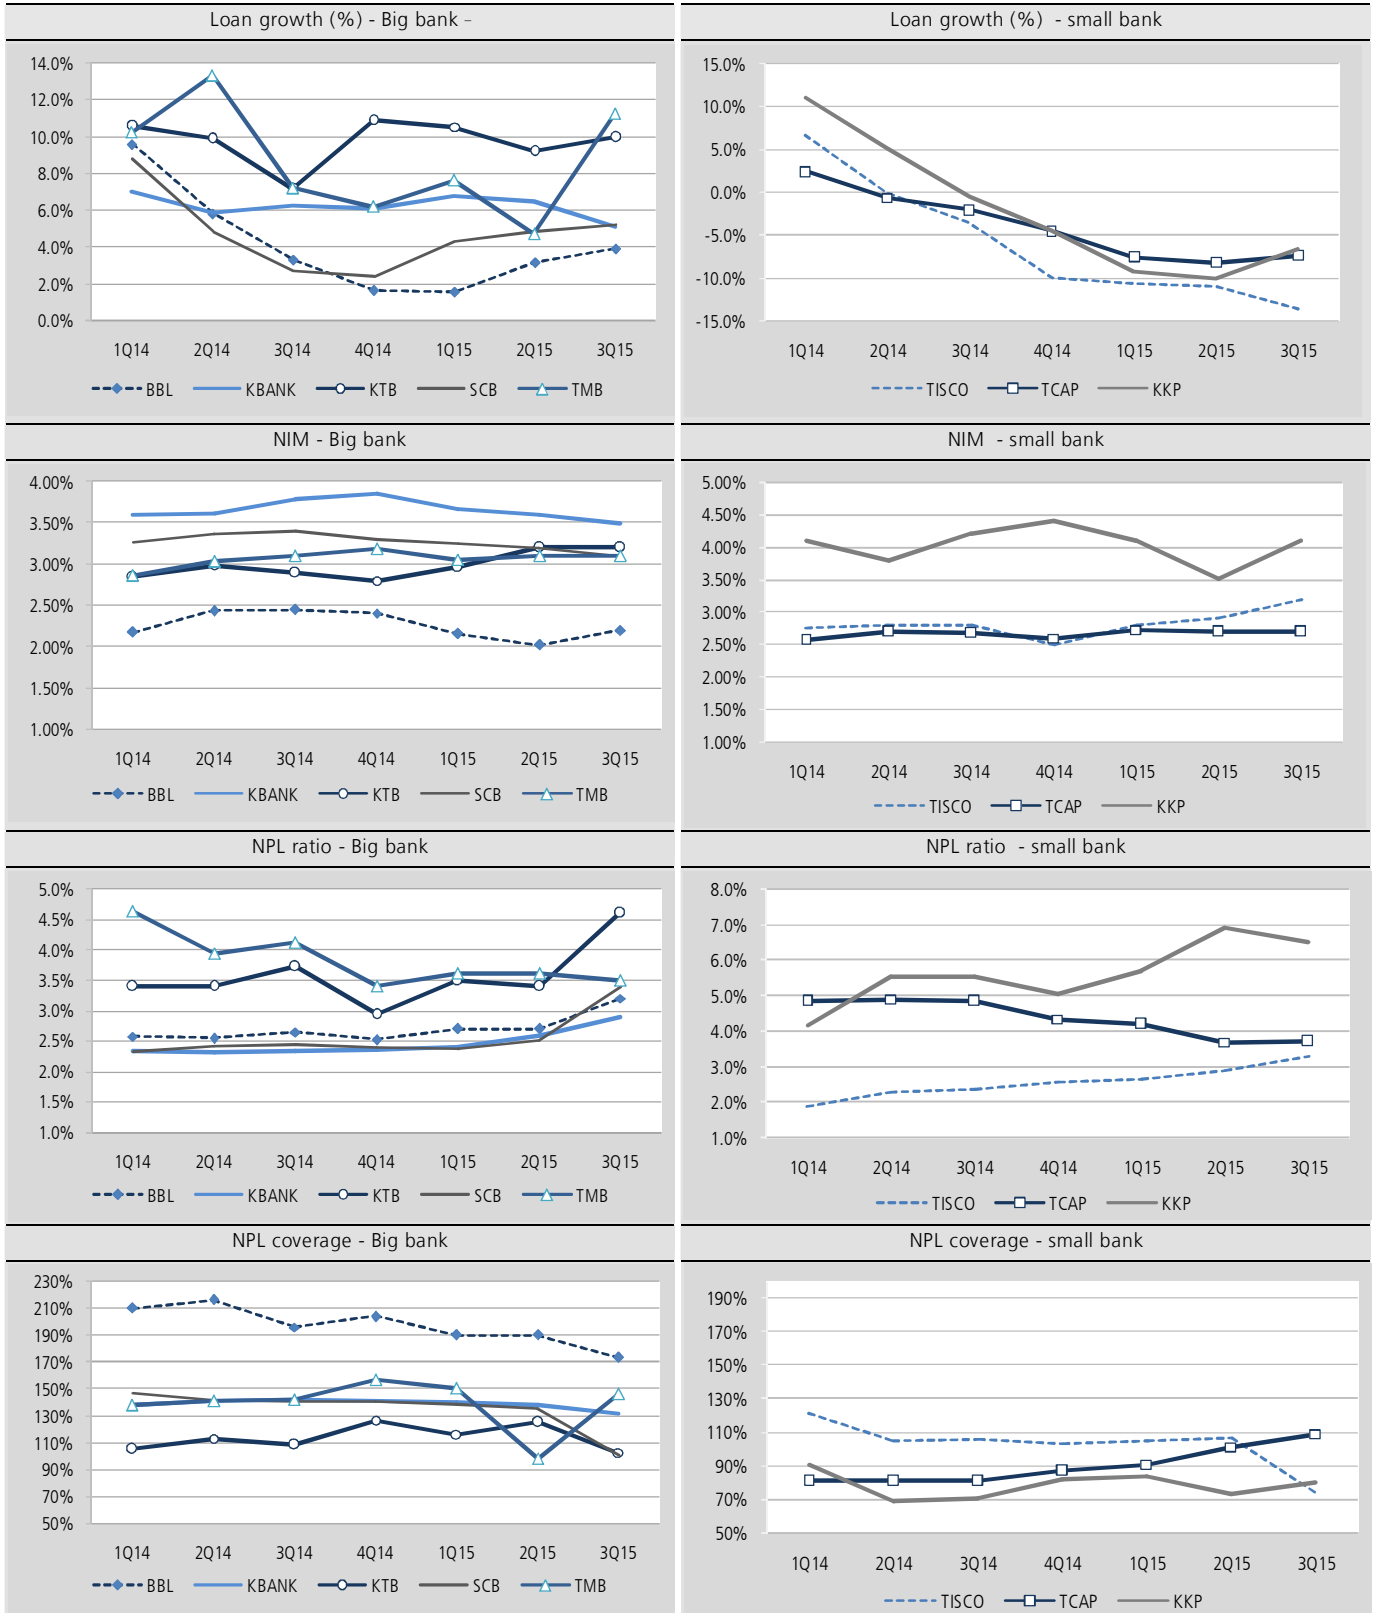 Loan growth (%) - Big bank -
14.0%
12.0%
10.0%
8.0%
6.0%
4.0%
2.0%
0.0%
1Q14 2Q14 3Q14 4Q14 1Q15 2Q15 3Q15
BBL KBANK KTB SCB TMB
Loan growth (%) - small bank
15.0%
10.0%
5.0%
0.0%
-5.0%
-10.0%
-15.0%
1Q14 2Q14 3Q14 4Q14 1Q15 2Q15 3Q15
TISCO TCAP KKP
NIM - Big bank
4.00%
3.50%
3.00%
2.50%
2.00%
1.50%
1.00%
1Q14 2Q14 3Q14 4Q14 1Q15 2Q15 3Q15
BBL KBANK KTB SCB TMB
NIM - small bank
5.00%
4.50%
4.00%
3.50%
3.00%
2.50%
2.00%
1.50%
1.00%
1Q14 2Q14 3Q14 4Q14 1Q15 2Q15 3Q15
TISCO TCAP KKP
NPL ratio - Big bank
5.0%
4.5%
4.0%
3.5%
3.0%
2.5%
2.0%
1.5%
1.0%
1Q14 2Q14 3Q14 4Q14 1Q15 2Q15 3Q15
BBL KBANK KTB SCB TMB
NPL ratio - small bank
8.0%
7.0%
6.0%
5.0%
4.0%
3.0%
2.0%
1.0%
1Q14 2Q14 3Q14 4Q14 1Q15 2Q15 3Q15
TISCO TCAP KKP
NPL coverage - Big bank
230%
210%
190%
170%
150%
130%
110%
90%
70%
50%
1Q14 2Q14 3Q14 4Q14 1Q15 2Q15 3Q15
BBL KBANK KTB SCB TMB
NPL coverage - small bank
190%
170%
150%
130%
110%
90%
70%
50%
1Q14 2Q14 3Q14 4Q14 1Q15 2Q15 3Q15
TISCO TCAP KKP